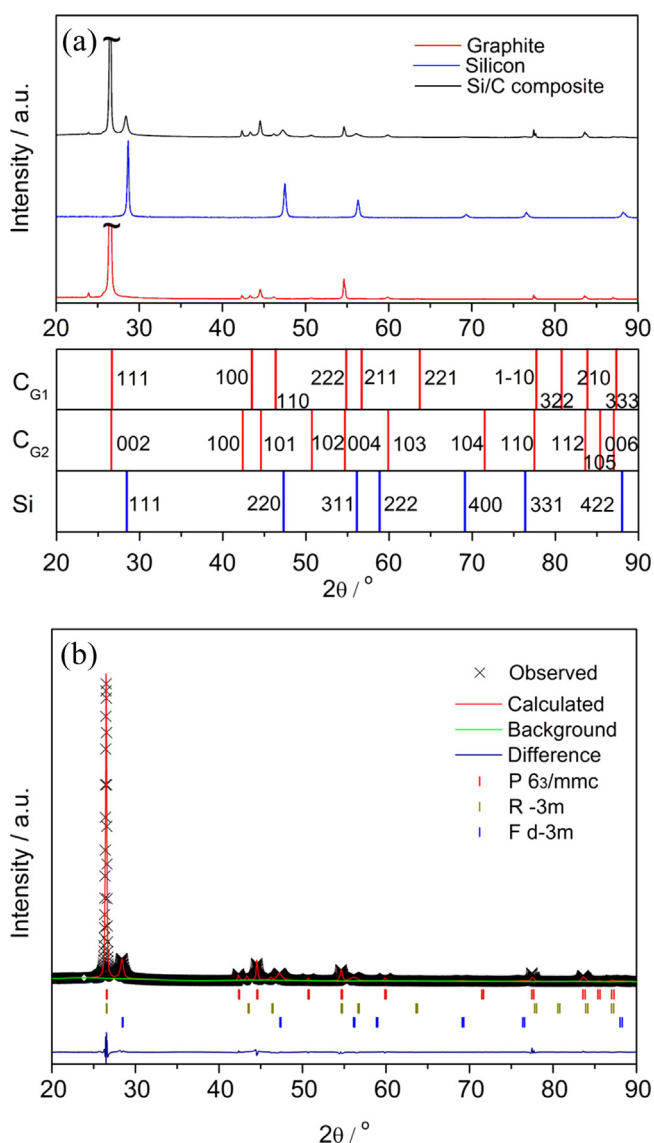 (a)
Graphite
Silicon
Si/C composite
Intensity / a.u.
20 30 40 50 60 70 80 90
C_G1 111 100 110 222 211 221 1-10 322 210 333
C_G2 002 100 101 102 004 103 104 110 112 105 006
Si 111 220 311 222 400 331 422
20 30 40 50 60 70 80 90
2θ / °
(b)
Observed
Calculated
Background
Difference
P 6₃/mmc
R -3m
F d-3m
Intensity / a.u.
20 30 40 50 60 70 80 90
2θ / °